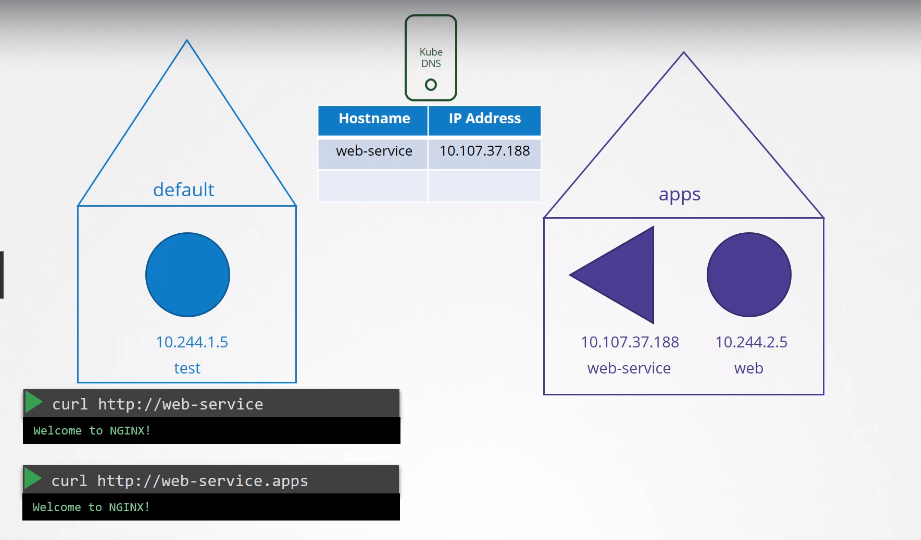 Kube
DNS
Hostname IP Address
web-service 10.107.37.188
default
apps
10.244.1.5
test
10.107.37.188 10.244.2.5
web-service web
curl http://web-service
Welcome to NGINX!
curl http://web-service.apps
Welcome to NGINX!